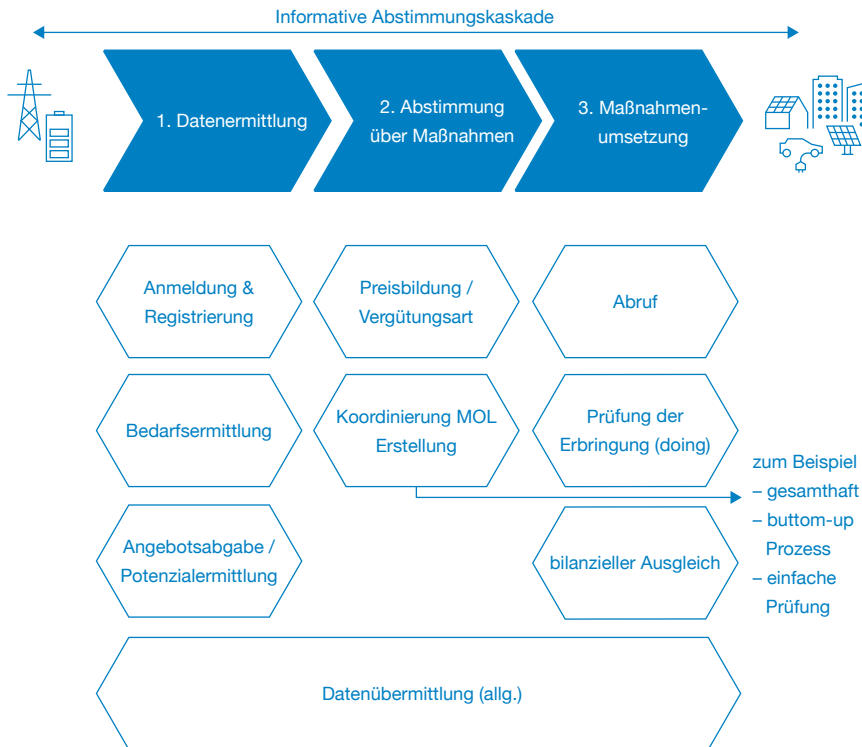 Informative Abstimmungskaskade
1. Datenermittlung
2. Abstimmung
über Maßnahmen
3. Maßnahmen-
umsetzung
Anmeldung &
Registrierung
Preisbildung /
Vergütungsart
Abruf
Bedarfsermittlung
Koordinierung MOL
Erstellung
Prüfung der
Erbringung (doing)
zum Beispiel
– gesamthaft
– buttom-up
Prozess
– einfache
Prüfung
Angebotsabgabe /
Potenzialermittlung
bilanzieller Ausgleich
Datenübermittlung (allg.)